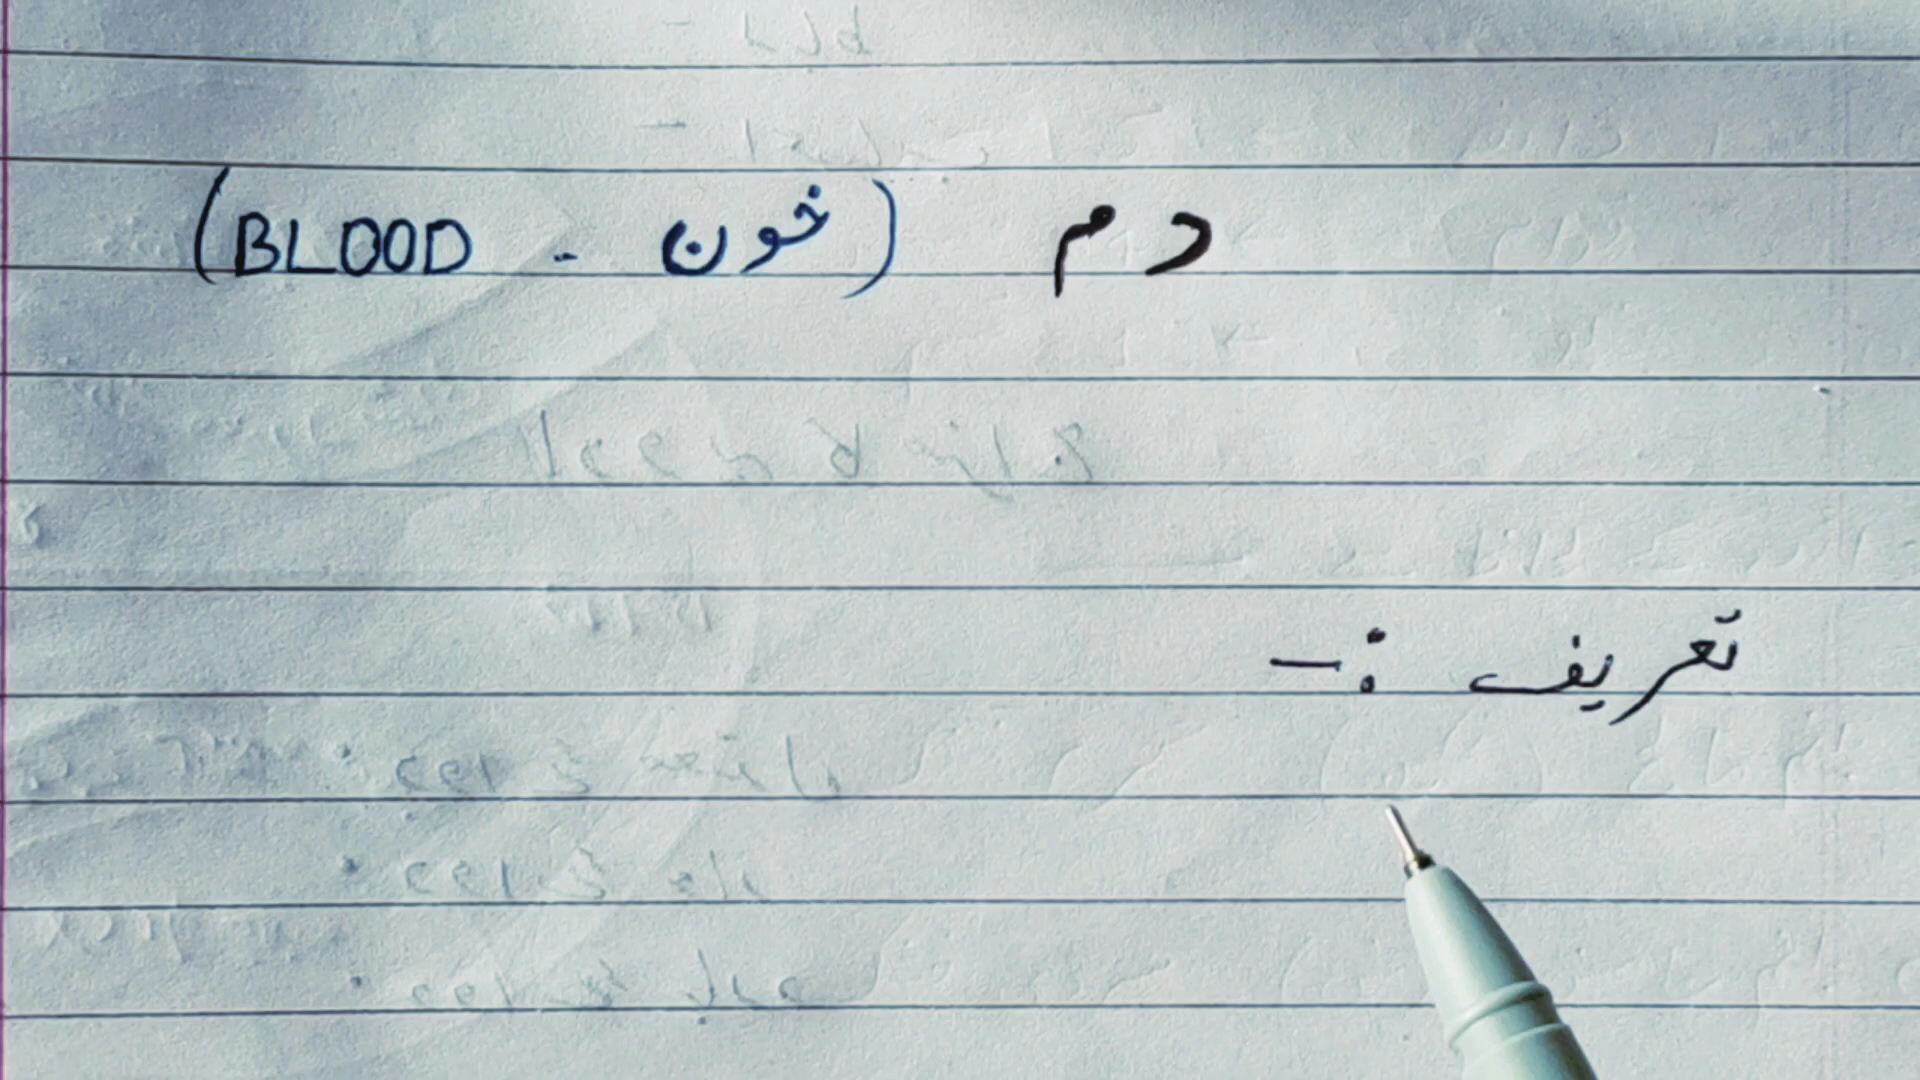 دم (خون - BLOOD)
تعریف :-